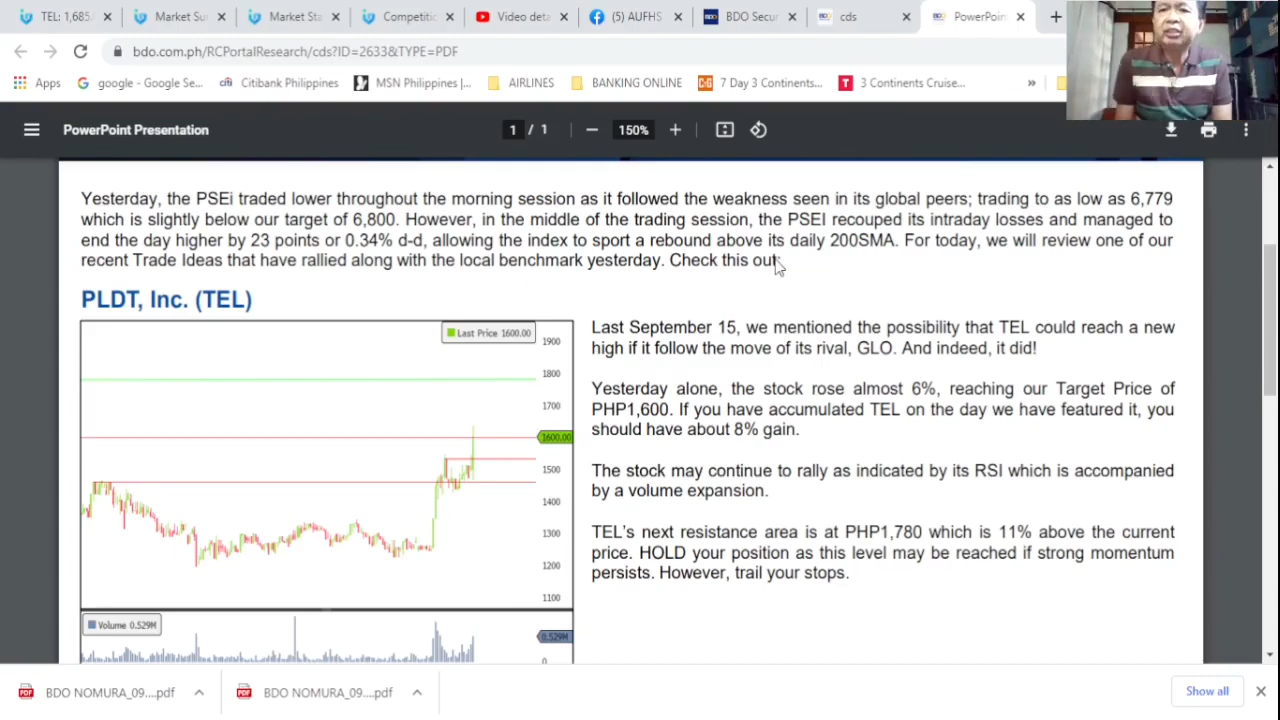 TEL: 1,685
Market Su
Market Sta
Competitic
Video deta
(5) AUFHS
BDO Secur
cds
PowerPoin
bdo.com.ph/RCPortalResearch/cds?ID=2633&TYPE=PDF
Apps
google - Google Se...
Citibank Philippines
MSN Philippines |...
AIRLINES
BANKING ONLINE
7 Day 3 Continents...
3 Continents Cruise...
»
PowerPoint Presentation
1 / 1
150%
Yesterday, the PSEi traded lower throughout the morning session as it followed the weakness seen in its global peers; trading to as low as 6,779
which is slightly below our target of 6,800. However, in the middle of the trading session, the PSEI recouped its intraday losses and managed to
end the day higher by 23 points or 0.34% d-d, allowing the index to sport a rebound above its daily 200SMA. For today, we will review one of our
recent Trade Ideas that have rallied along with the local benchmark yesterday. Check this out:
PLDT, Inc. (TEL)
Last Price 1600.00
1900
1800
1700
1600.00
1500
1400
1300
1200
1100
Volume 0.529M
0.529M
0
Last September 15, we mentioned the possibility that TEL could reach a new
high if it follow the move of its rival, GLO. And indeed, it did!
Yesterday alone, the stock rose almost 6%, reaching our Target Price of
PHP1,600. If you have accumulated TEL on the day we have featured it, you
should have about 8% gain.
The stock may continue to rally as indicated by its RSI which is accompanied
by a volume expansion.
TEL's next resistance area is at PHP1,780 which is 11% above the current
price. HOLD your position as this level may be reached if strong momentum
persists. However, trail your stops.
BDO NOMURA_09....pdf
BDO NOMURA_09....pdf
Show all